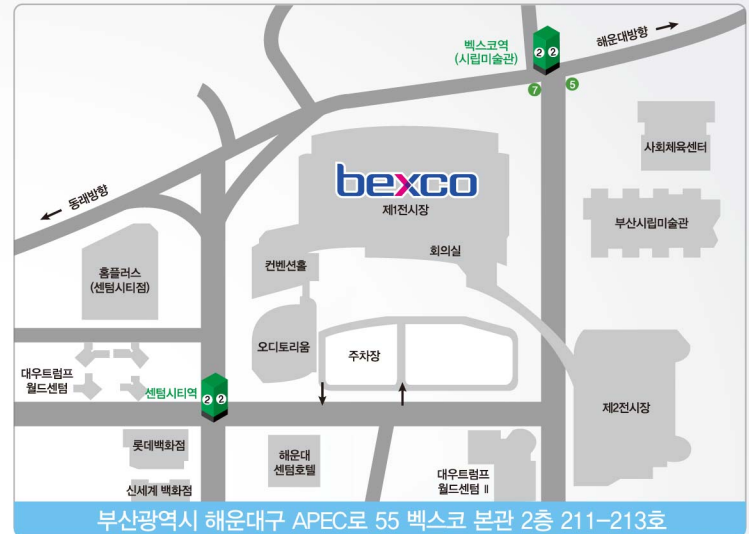 벡스코역
(시립미술관)
2 2
해운대방향 →
7
5
사회체육센터
bexco
제1전시장
부산시립미술관
← 동래방향
회의실
컨벤션홀
홈플러스
(센텀시티점)
오디토리움
주차장
대우트럼프
월드센텀
센텀시티역
2 2
제2전시장
롯데백화점
해운대
센텀호텔
대우트럼프
월드센텀 II
신세계 백화점
부산광역시 해운대구 APEC로 55 벡스코 본관 2층 211-213호